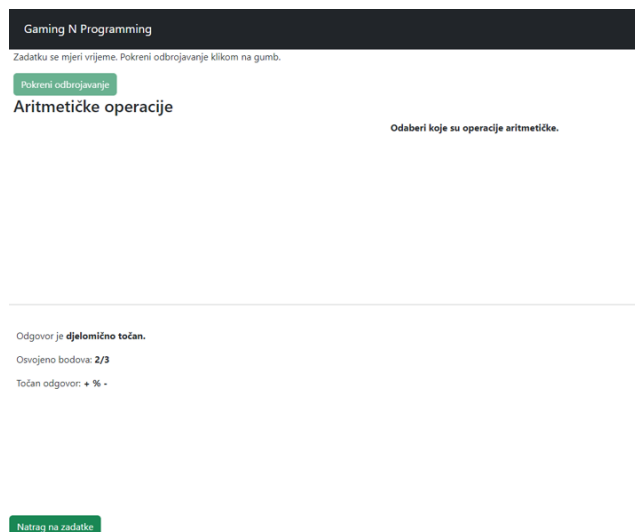 Gaming N Programming
Zadatku se mjeri vrijeme. Pokreni odbrojavanje klikom na gumb.
Pokreni odbrojavanje
Aritmetičke operacije
Odaberi koje su operacije aritmetičke.
Odgovor je djelomično točan.
Osvojeno bodova: 2/3
Točan odgovor: + % -
Natrag na zadatke